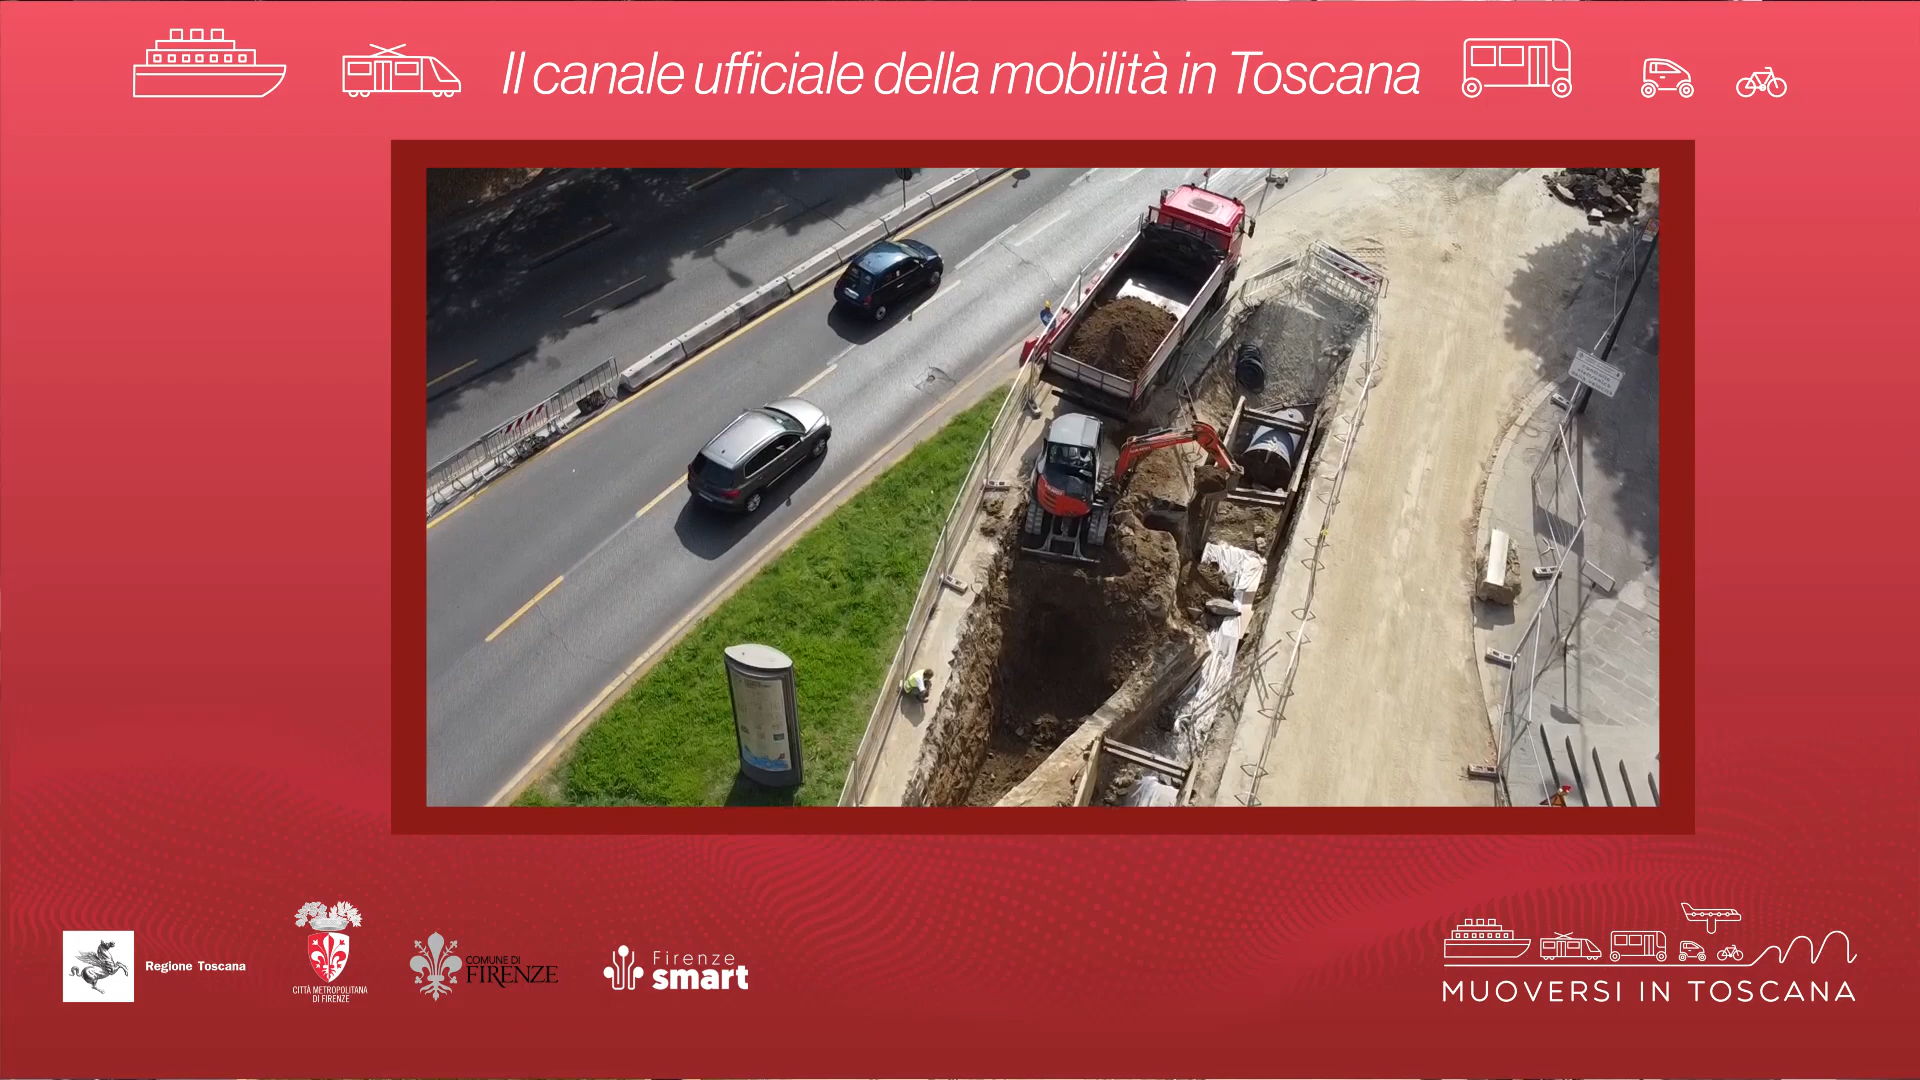 Il canale ufficiale della mobilità in Toscana
Regione Toscana
CITTÀ METROPOLITANA
DI FIRENZE
COMUNE DI
FIRENZE
Firenze
smart
MUOVERSI IN TOSCANA